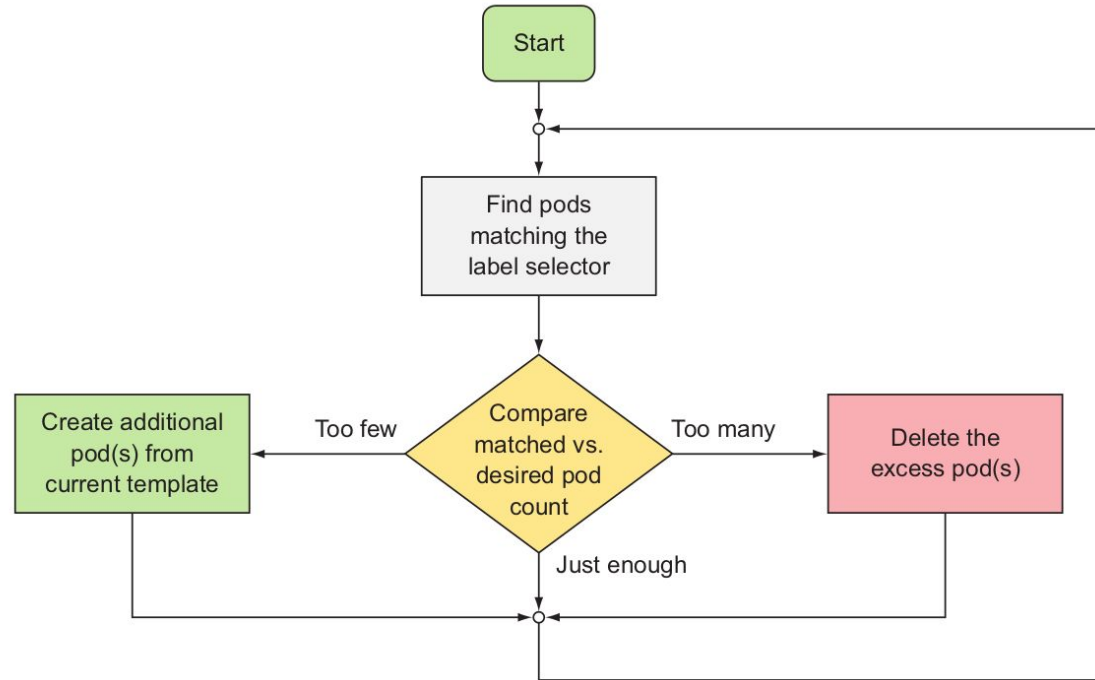 Start
Find pods
matching the
label selector
Compare
matched vs.
desired pod
count
Too few
Create additional
pod(s) from
current template
Too many
Delete the
excess pod(s)
Just enough